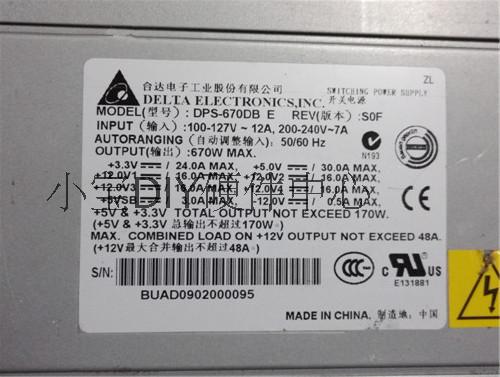 ZL
台达电子工业股份有限公司
DELTA ELECTRONICS,INC.
SWITCHING POWER SUPPLY
开关电源
MODEL(型号): DPS-670DB E REV(版本): S0F
INPUT (输入): 100-127V ~ 12A, 200-240V~7A
AUTORANGING (自动调整输入): 50/60 Hz
OUTPUT(输出): 670W MAX.
N193
+3.3V 24.0A MAX. +5.0V 30.0A MAX.
+12.0V1 16.0A MAX. +12.0V2 16.0A MAX.
+12.0V3 16.0A MAX. +12.0V4 16.0A MAX.
+5VSB 3.0A MAX. -12.0V 0.5A MAX.
+5V & +3.3V TOTAL OUTPUT NOT EXCEED 170W.
(+5V & +3.3V 总输出不超过170W)
MAX. COMBINED LOAD ON +12V OUTPUT NOT EXCEED 48A.
(+12V最大合并输出不超过48A)
S/N:
BUAD0902000095
CCC
c UL US
E131881
MADE IN CHINA, 制造地: 中国